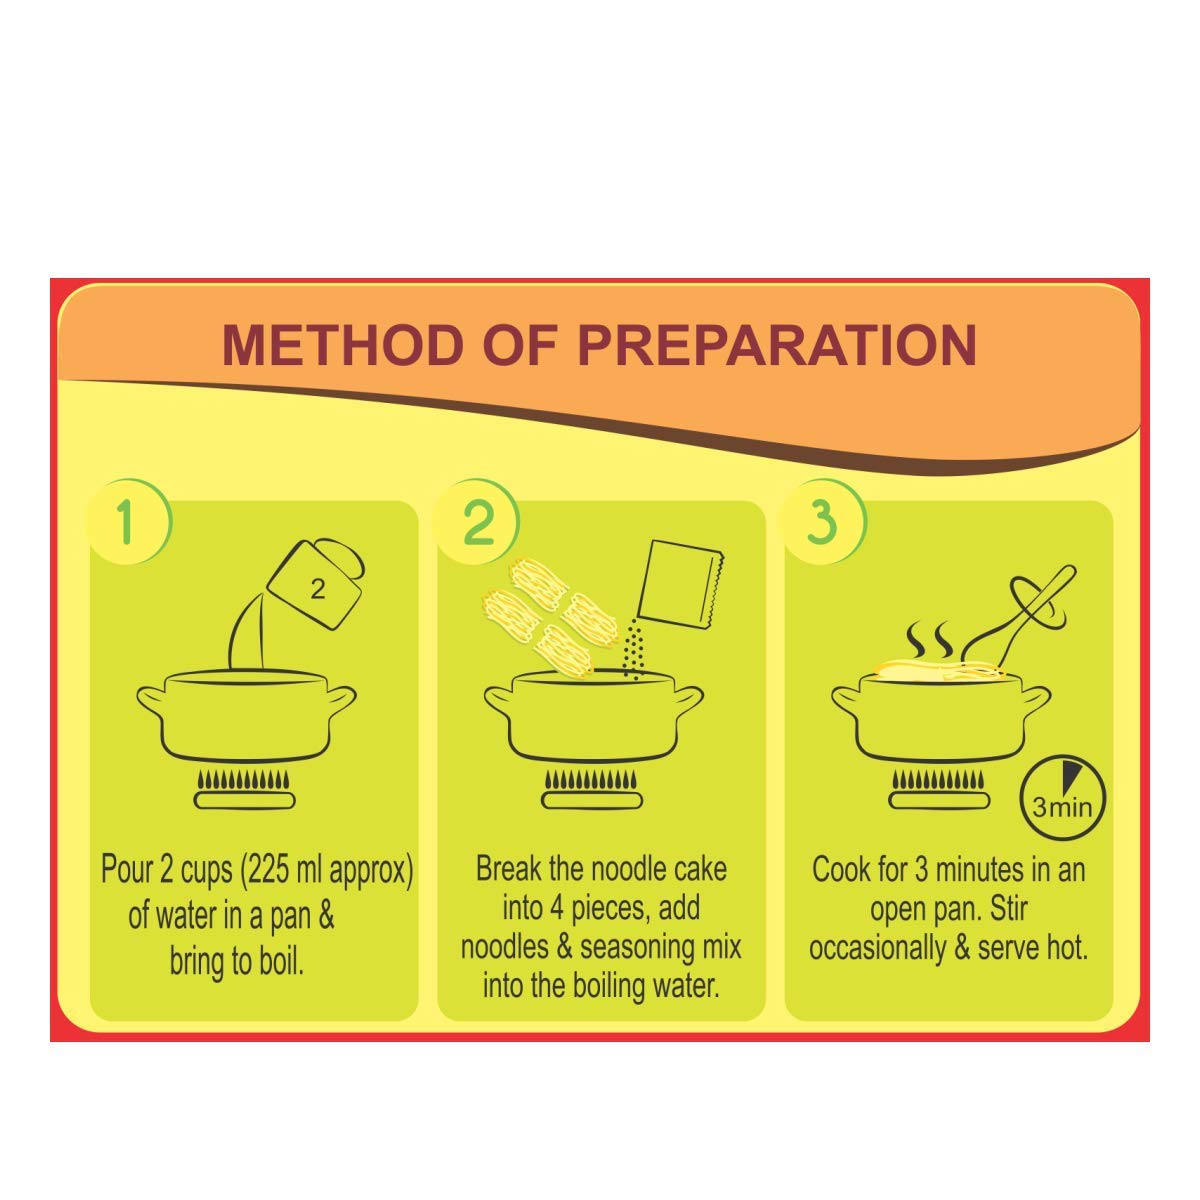 METHOD OF PREPARATION
1
2
Pour 2 cups (225 ml approx)
of water in a pan &
bring to boil.
2
Break the noodle cake
into 4 pieces, add
noodles & seasoning mix
into the boiling water.
3
3 min
Cook for 3 minutes in an
open pan. Stir
occasionally & serve hot.